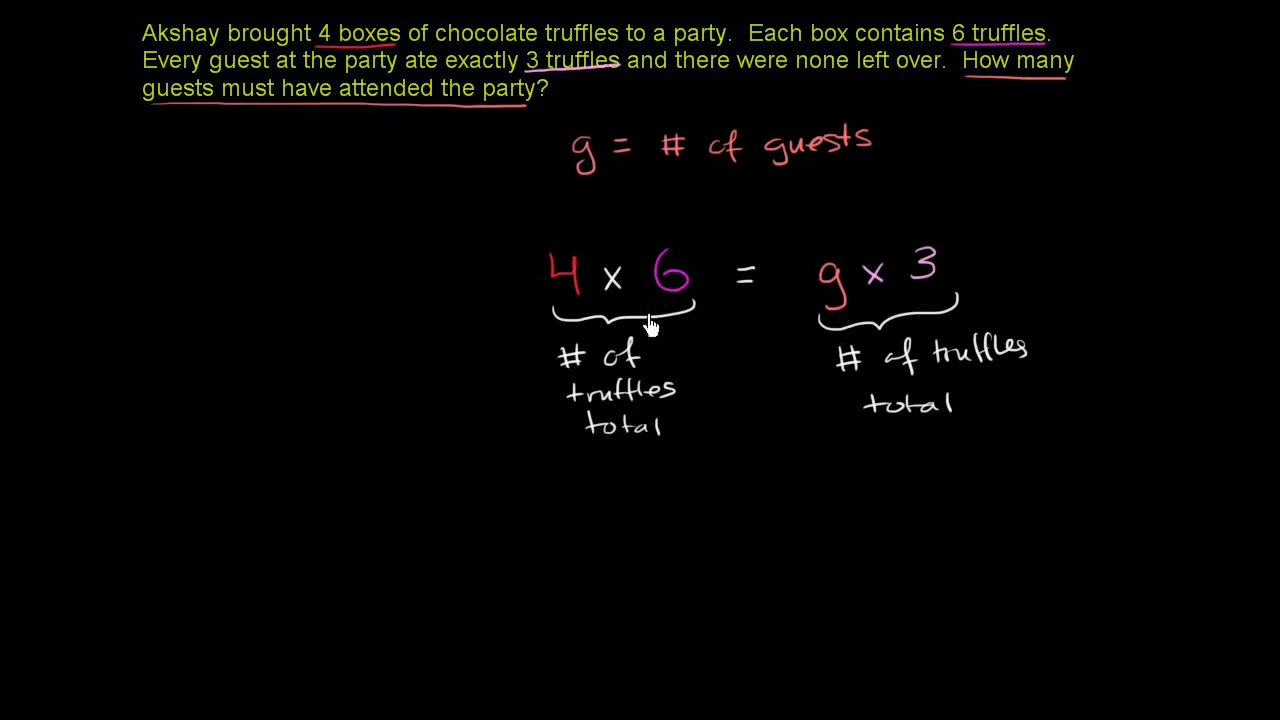 Akshay brought 4 boxes of chocolate truffles to a party. Each box contains 6 truffles.
Every guest at the party ate exactly 3 truffles and there were none left over. How many
guests must have attended the party?
g = # of guests
4 x 6 = g x 3
# of
truffles
total
# of truffles
total